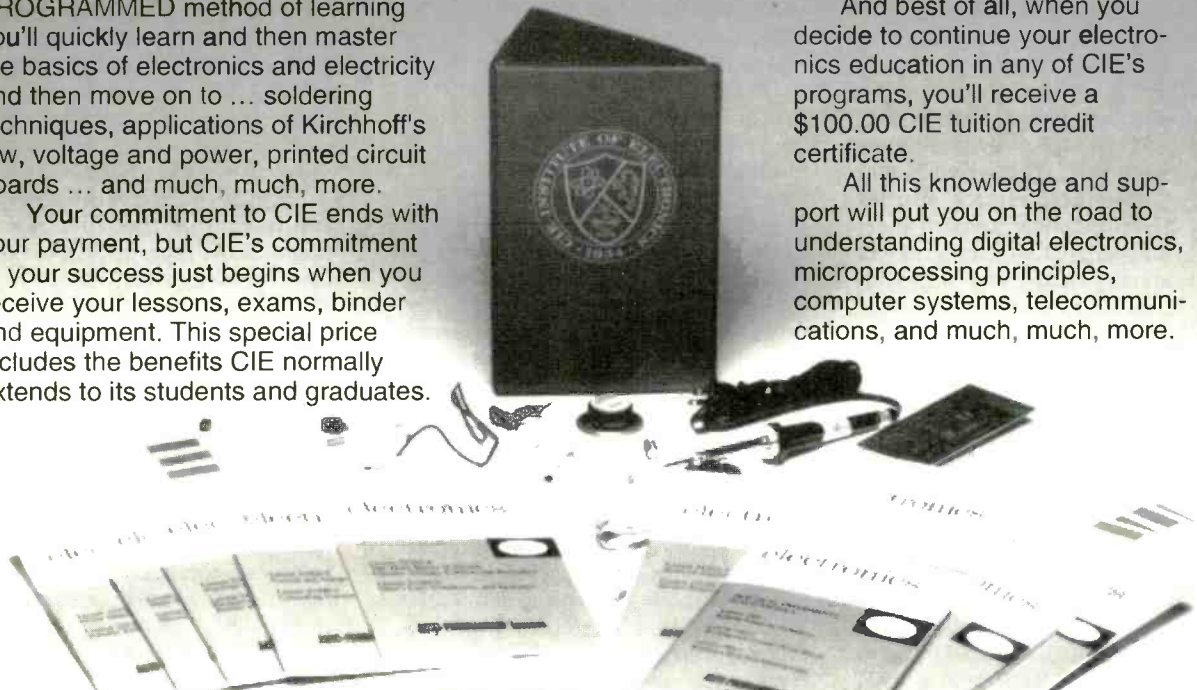 PROGRAMMED method of learning
ou'll quickly learn and then master
e basics of electronics and electricity
nd then move on to ... soldering
chniques, applications of Kirchhoff's
w, voltage and power, printed circuit
oards ... and much, much, more.
Your commitment to CIE ends with
our payment, but CIE's commitment
your success just begins when you
eceive your lessons, exams, binder
nd equipment. This special price
cludes the benefits CIE normally
xtends to its students and graduates.
And best of all, when you
decide to continue your electro-
nics education in any of CIE's
programs, you'll receive a
$100.00 CIE tuition credit
certificate.
All this knowledge and sup-
port will put you on the road to
understanding digital electronics,
microprocessing principles,
computer systems, telecommuni-
cations, and much, much, more.
INSTITUTE OF
1934
electronics
electronics